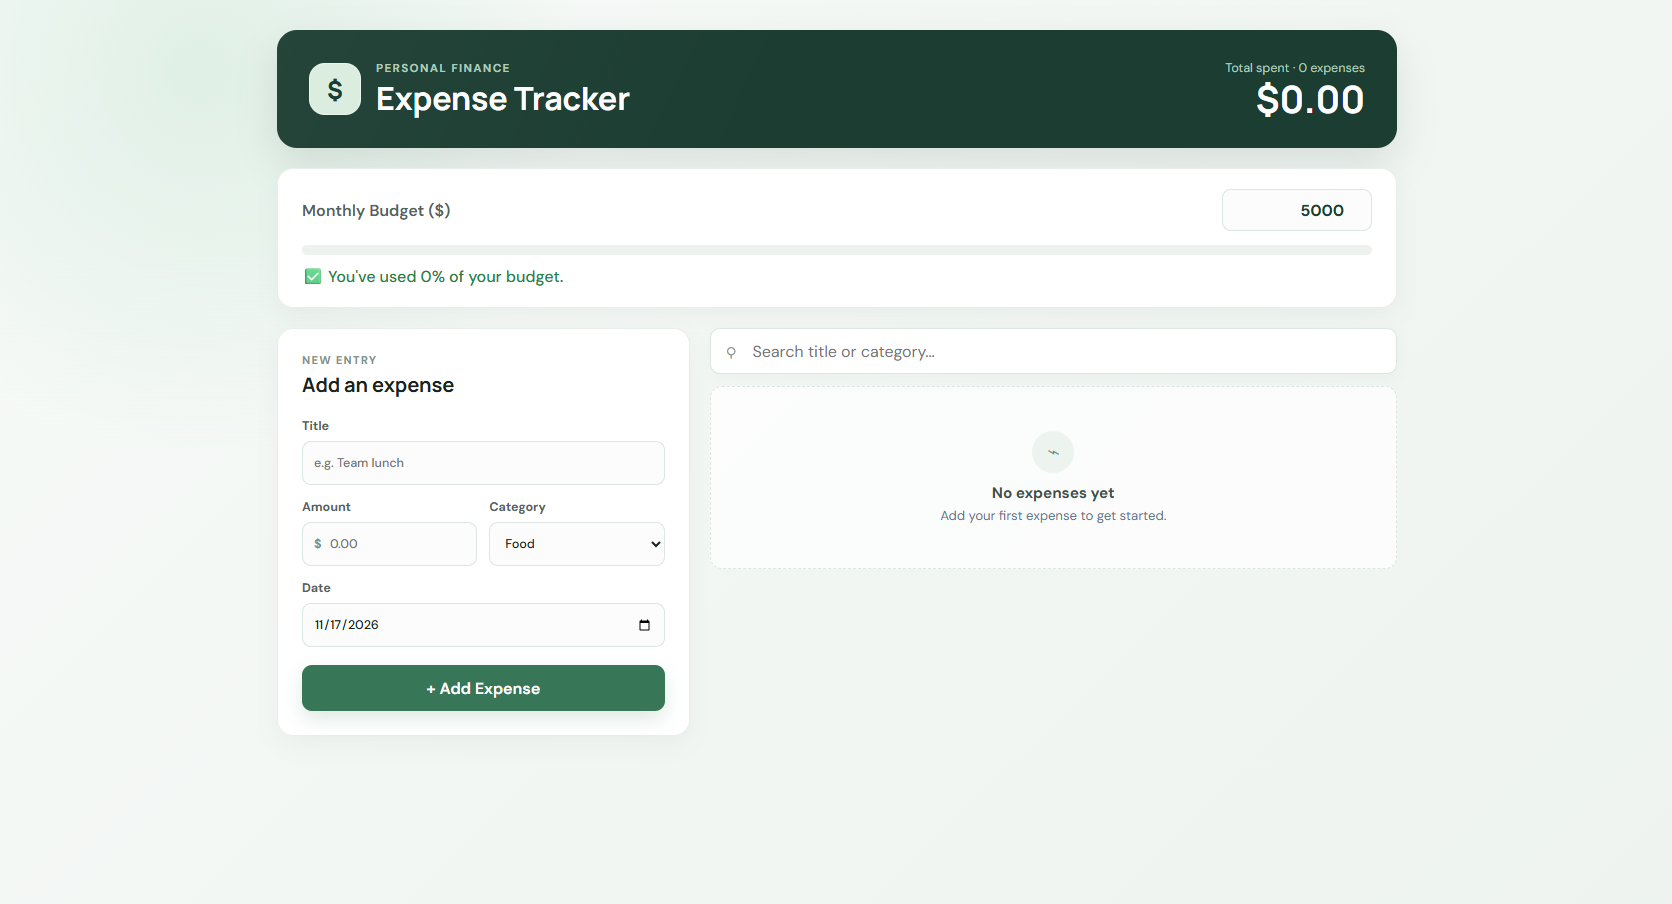 $
PERSONAL FINANCE
Expense Tracker
Total spent · 0 expenses
$0.00
Monthly Budget ($)
5000
✅ You've used 0% of your budget.
NEW ENTRY
Add an expense
Title
e.g. Team lunch
Amount
Category
$ 0.00
Food
Date
11/17/2026
+ Add Expense
Search title or category...
No expenses yet
Add your first expense to get started.